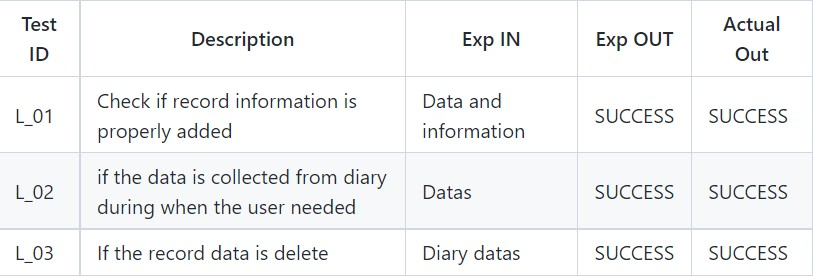 Test ID Description Exp IN Exp OUT Actual Out
L_01 Check if record information is properly added Data and information SUCCESS SUCCESS
L_02 if the data is collected from diary during when the user needed Datas SUCCESS SUCCESS
L_03 If the record data is delete Diary datas SUCCESS SUCCESS